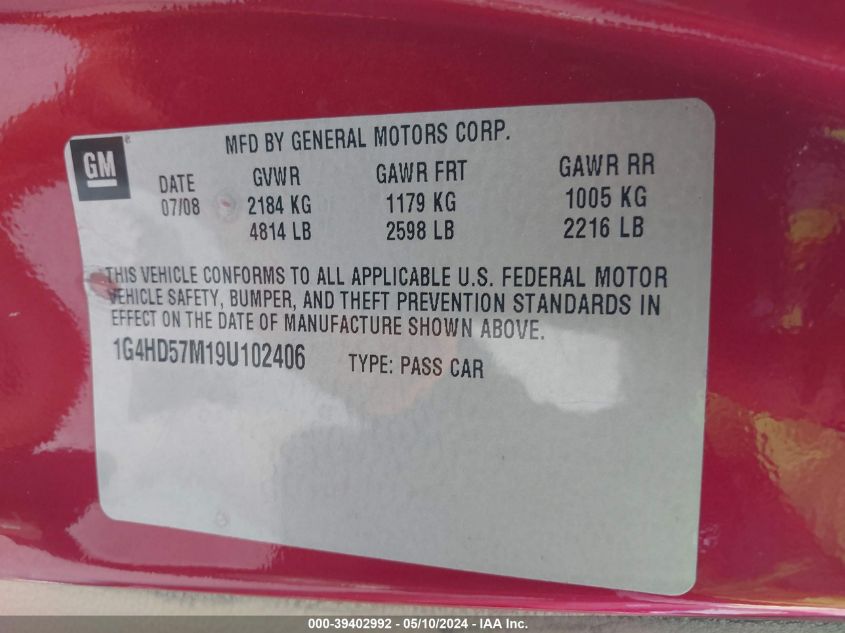 MFD BY GENERAL MOTORS CORP.
GM
DATE GVWR GAWR FRT GAWR RR
07/08 2184 KG 1179 KG 1005 KG
4814 LB 2598 LB 2216 LB
THIS VEHICLE CONFORMS TO ALL APPLICABLE U.S. FEDERAL MOTOR
VEHICLE SAFETY, BUMPER, AND THEFT PREVENTION STANDARDS IN
EFFECT ON THE DATE OF MANUFACTURE SHOWN ABOVE.
1G4HD57M19U102406 TYPE: PASS CAR
000-39402992 - 05/10/2024 - IAA Inc.